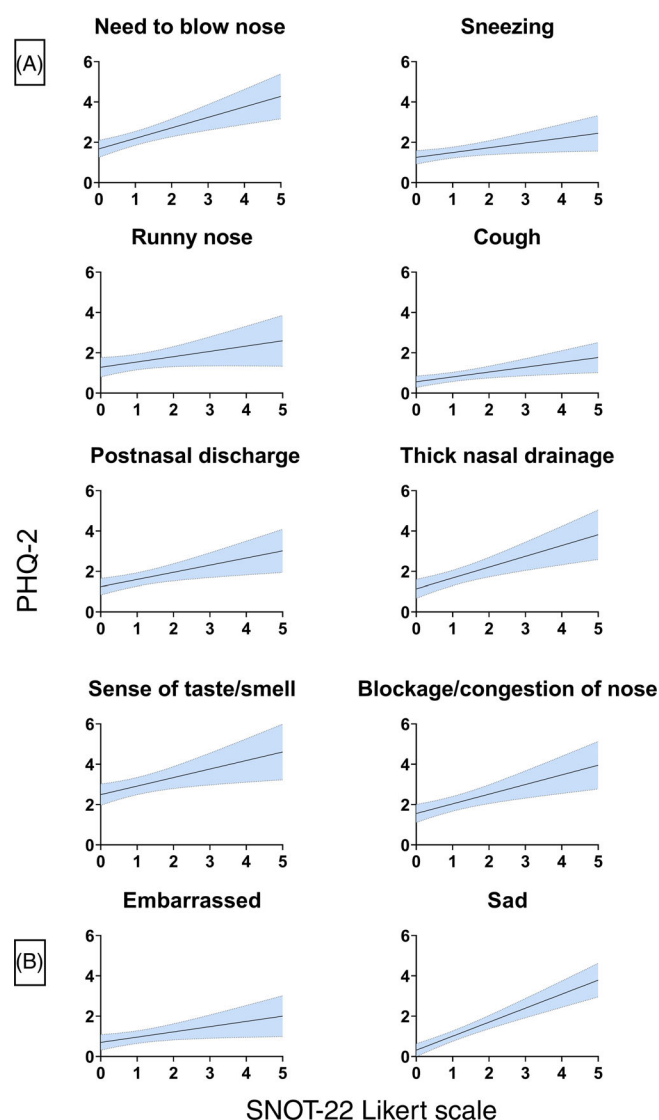 (A)
Need to blow nose
Sneezing
6
4
2
0
0 1 2 3 4 5
6
4
2
0
0 1 2 3 4 5
Runny nose
Cough
6
4
2
0
0 1 2 3 4 5
6
4
2
0
0 1 2 3 4 5
Postnasal discharge
Thick nasal drainage
PHQ-2
6
4
2
0
0 1 2 3 4 5
6
4
2
0
0 1 2 3 4 5
Sense of taste/smell
Blockage/congestion of nose
6
4
2
0
0 1 2 3 4 5
6
4
2
0
0 1 2 3 4 5
(B)
Embarrassed
Sad
6
4
2
0
0 1 2 3 4 5
6
4
2
0
0 1 2 3 4 5
SNOT-22 Likert scale